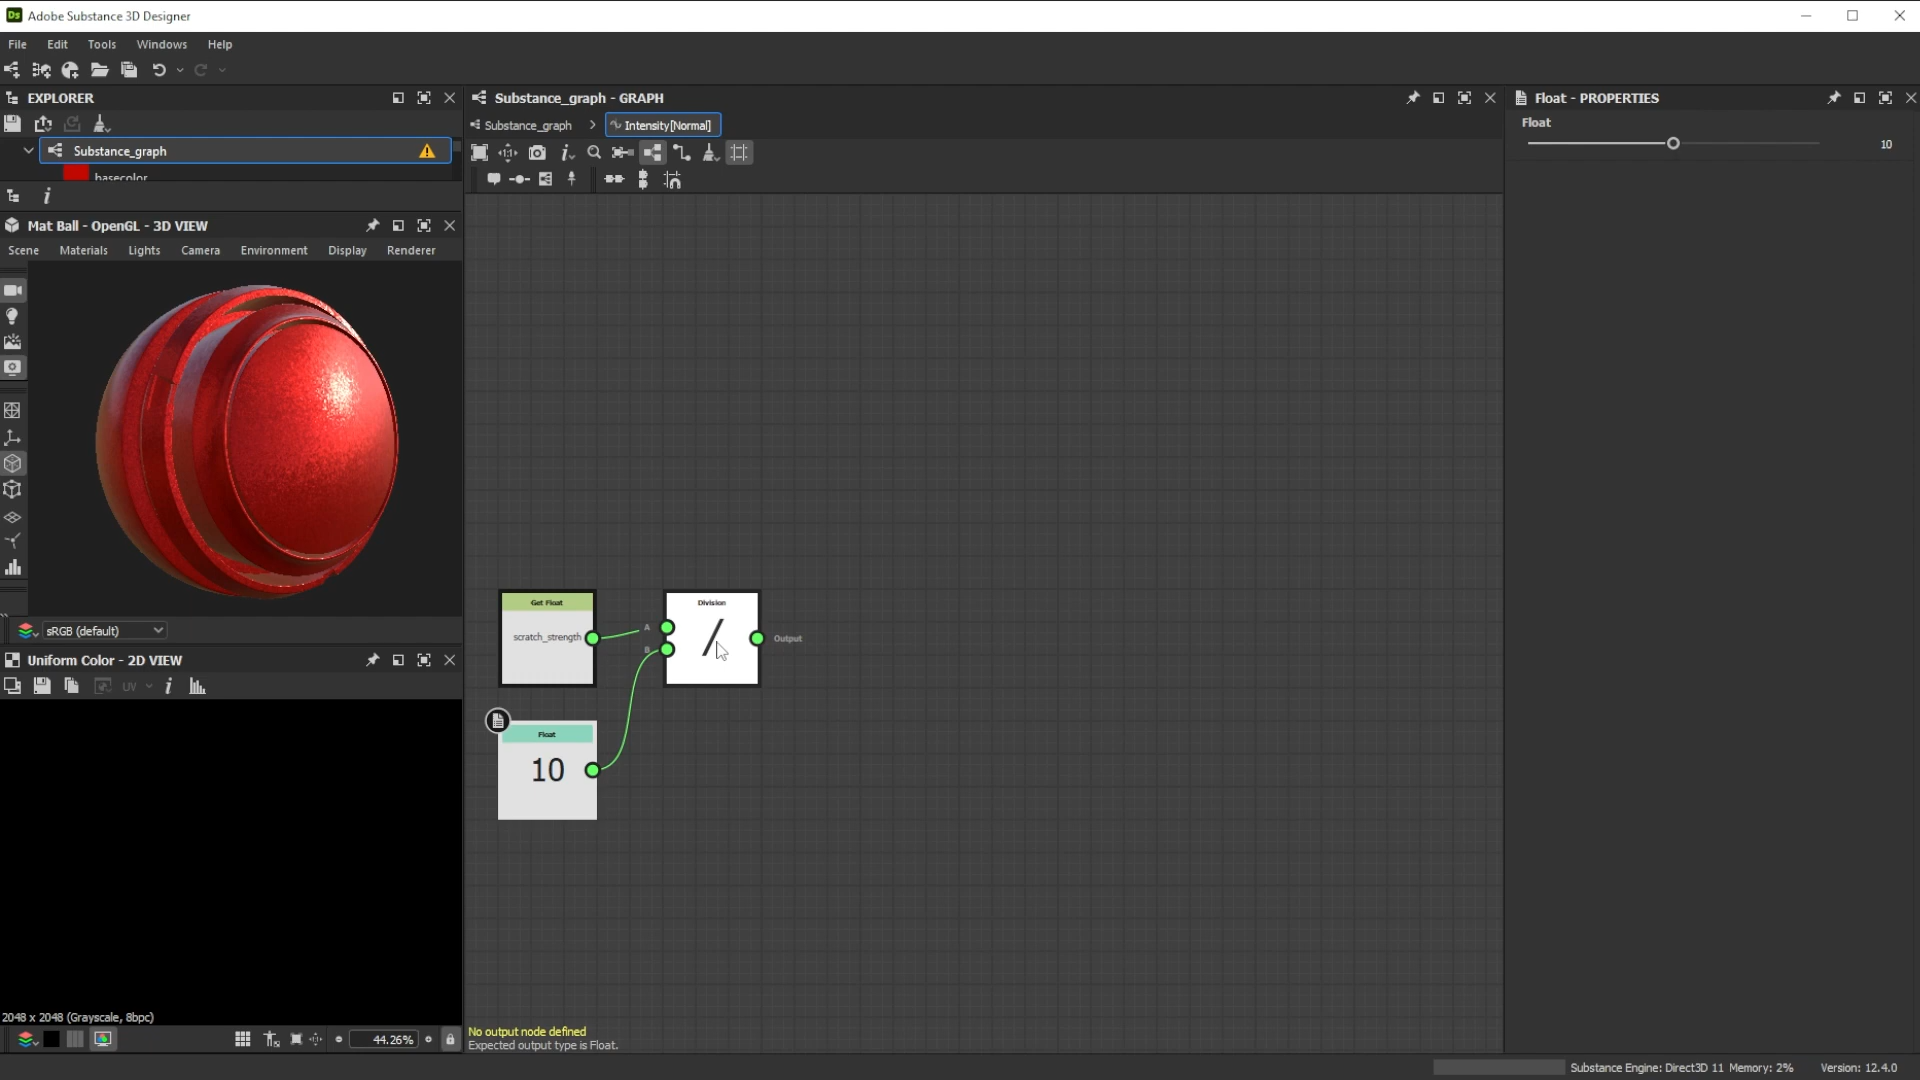 Ds Adobe Substance 3D Designer
File Edit Tools Windows Help
EXPLORER
Substance_graph
basecolor
Mat Ball - OpenGL - 3D VIEW
Scene Materials Lights Camera Environment Display Renderer
sRGB (default)
Uniform Color - 2D VIEW
UV
2048 x 2048 (Grayscale, 8bpc)
44.26%
Substance_graph - GRAPH
Substance_graph > Intensity[Normal]
Get Float
scratch_strength
Float
10
Division
A
B
/
Output
No output node defined
Expected output type is Float.
Float - PROPERTIES
Float
10
Substance Engine: Direct3D 11 Memory: 2% Version: 12.4.0